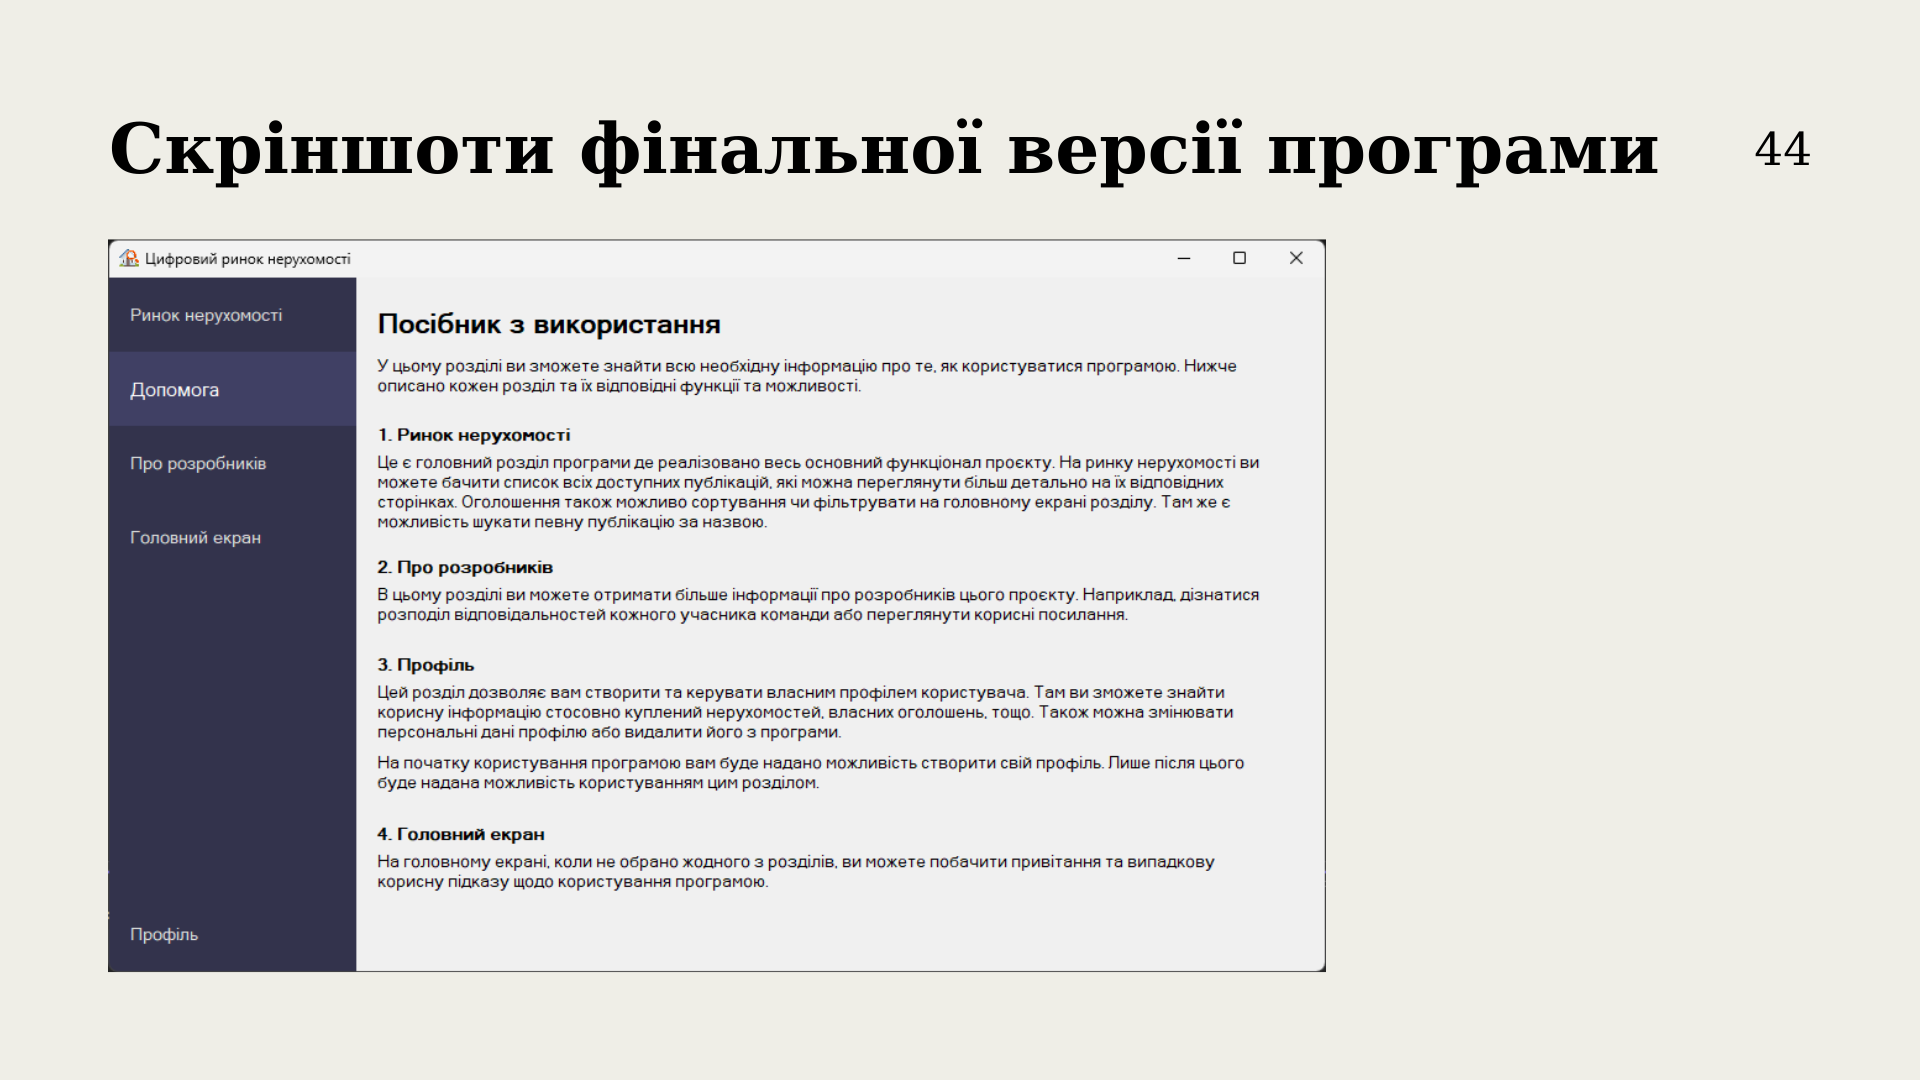 Скріншоти фінальної версії програми
44
Цифровий ринок нерухомості
Ринок нерухомості
Допомога
Про розробників
Головний екран
Профіль
Посібник з використання
У цьому розділі ви зможете знайти всю необхідну інформацію про те, як користуватися програмою. Нижче
описано кожен розділ та їх відповідні функції та можливості.
1. Ринок нерухомості
Це є головний розділ програми де реалізовано весь основний функціонал проєкту. На ринку нерухомості ви
можете бачити список всіх доступних публікацій, які можна переглянути більш детально на їх відповідних
сторінках. Оголошення також можливо сортування чи фільтрувати на головному екрані розділу. Там же є
можливість шукати певну публікацію за назвою.
2. Про розробників
В цьому розділі ви можете отримати більше інформації про розробників цього проєкту. Наприклад, дізнатися
розподіл відповідальностей кожного учасника команди або переглянути корисні посилання.
3. Профіль
Цей розділ дозволяє вам створити та керувати власним профілем користувача. Там ви зможете знайти
корисну інформацію стосовно куплений нерухомостей, власних оголошень, тощо. Також можна змінювати
персональні дані профілю або видалити його з програми.
На початку користування програмою вам буде надано можливість створити свій профіль. Лише після цього
буде надана можливість користуванням цим розділом.
4. Головний екран
На головному екрані, коли не обрано жодного з розділів, ви можете побачити привітання та випадкову
корисну підказу щодо користування програмою.